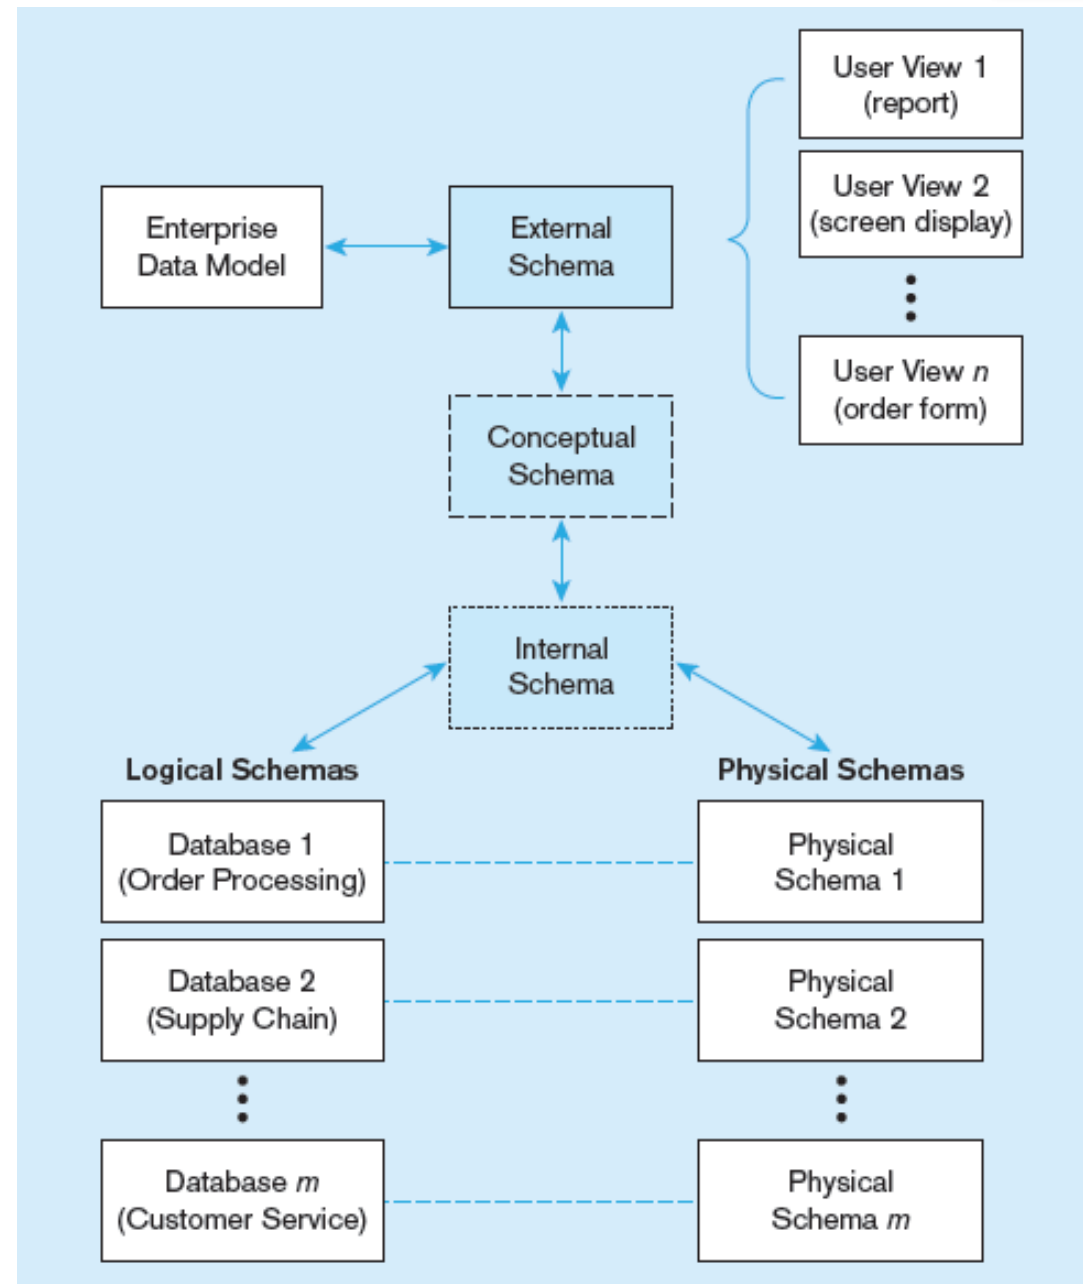 User View 1
(report)
User View 2
(screen display)
User View n
(order form)
Enterprise
Data Model
External
Schema
Conceptual
Schema
Internal
Schema
Logical Schemas
Database 1
(Order Processing)
Database 2
(Supply Chain)
Database m
(Customer Service)
Physical Schemas
Physical
Schema 1
Physical
Schema 2
Physical
Schema m